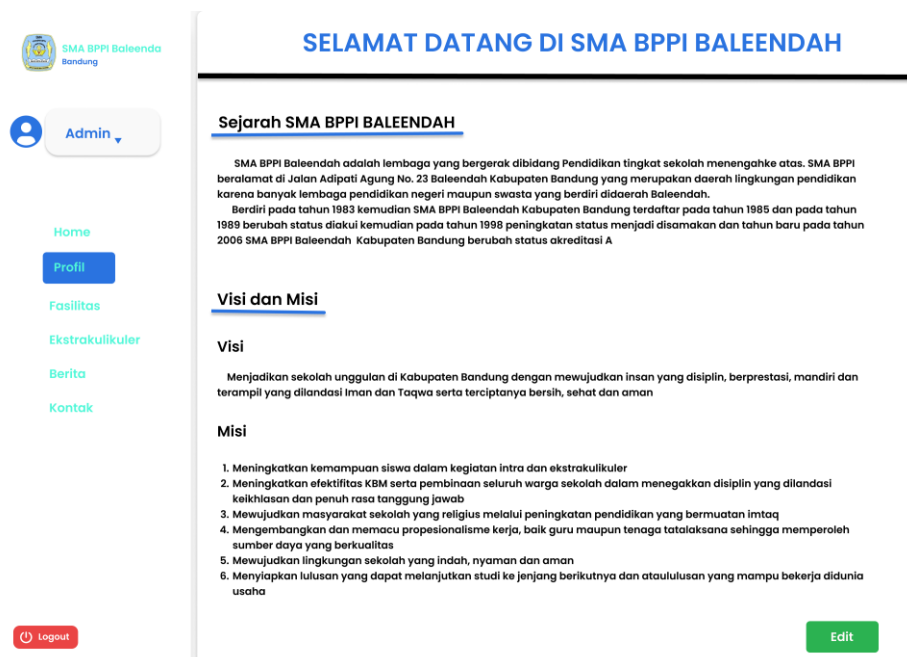 SMA BPPI Baleenda
Bandung
Admin
Home
Profil
Fasilitas
Ekstrakulikuler
Berita
Kontak
Logout
SELAMAT DATANG DI SMA BPPI BALEENDAH
Sejarah SMA BPPI BALEENDAH
SMA BPPI Baleendah adalah lembaga yang bergerak dibidang Pendidikan tingkat sekolah menengahke atas. SMA BPPI
beralamat di Jalan Adipati Agung No. 23 Baleendah Kabupaten Bandung yang merupakan daerah lingkungan pendidikan
karena banyak lembaga pendidikan negeri maupun swasta yang berdiri didaerah Baleendah.
Berdiri pada tahun 1983 kemudian SMA BPPI Baleendah Kabupaten Bandung terdaftar pada tahun 1985 dan pada tahun
1989 berubah status diakui kemudian pada tahun 1998 peningkatan status menjadi disamakan dan tahun baru pada tahun
2006 SMA BPPI Baleendah Kabupaten Bandung berubah status akreditasi A
Visi dan Misi
Visi
Menjadikan sekolah unggulan di Kabupaten Bandung dengan mewujudkan insan yang disiplin, berprestasi, mandiri dan
terampil yang dilandasi Iman dan Taqwa serta terciptanya bersih, sehat dan aman
Misi
1. Meningkatkan kemampuan siswa dalam kegiatan intra dan ekstrakulikuler
2. Meningkatkan efektifitas KBM serta pembinaan seluruh warga sekolah dalam menegakkan disiplin yang dilandasi
keikhlasan dan penuh rasa tanggung jawab
3. Mewujudkan masyarakat sekolah yang religius melalui peningkatan pendidikan yang bermuatan imtaq
4. Mengembangkan dan memacu propesionalisme kerja, baik guru maupun tenaga tatalaksana sehingga memperoleh
sumber daya yang berkualitas
5. Mewujudkan lingkungan sekolah yang indah, nyaman dan aman
6. Menyiapkan lulusan yang dapat melanjutkan studi ke jenjang berikutnya dan ataululusan yang mampu bekerja didunia
usaha
Edit